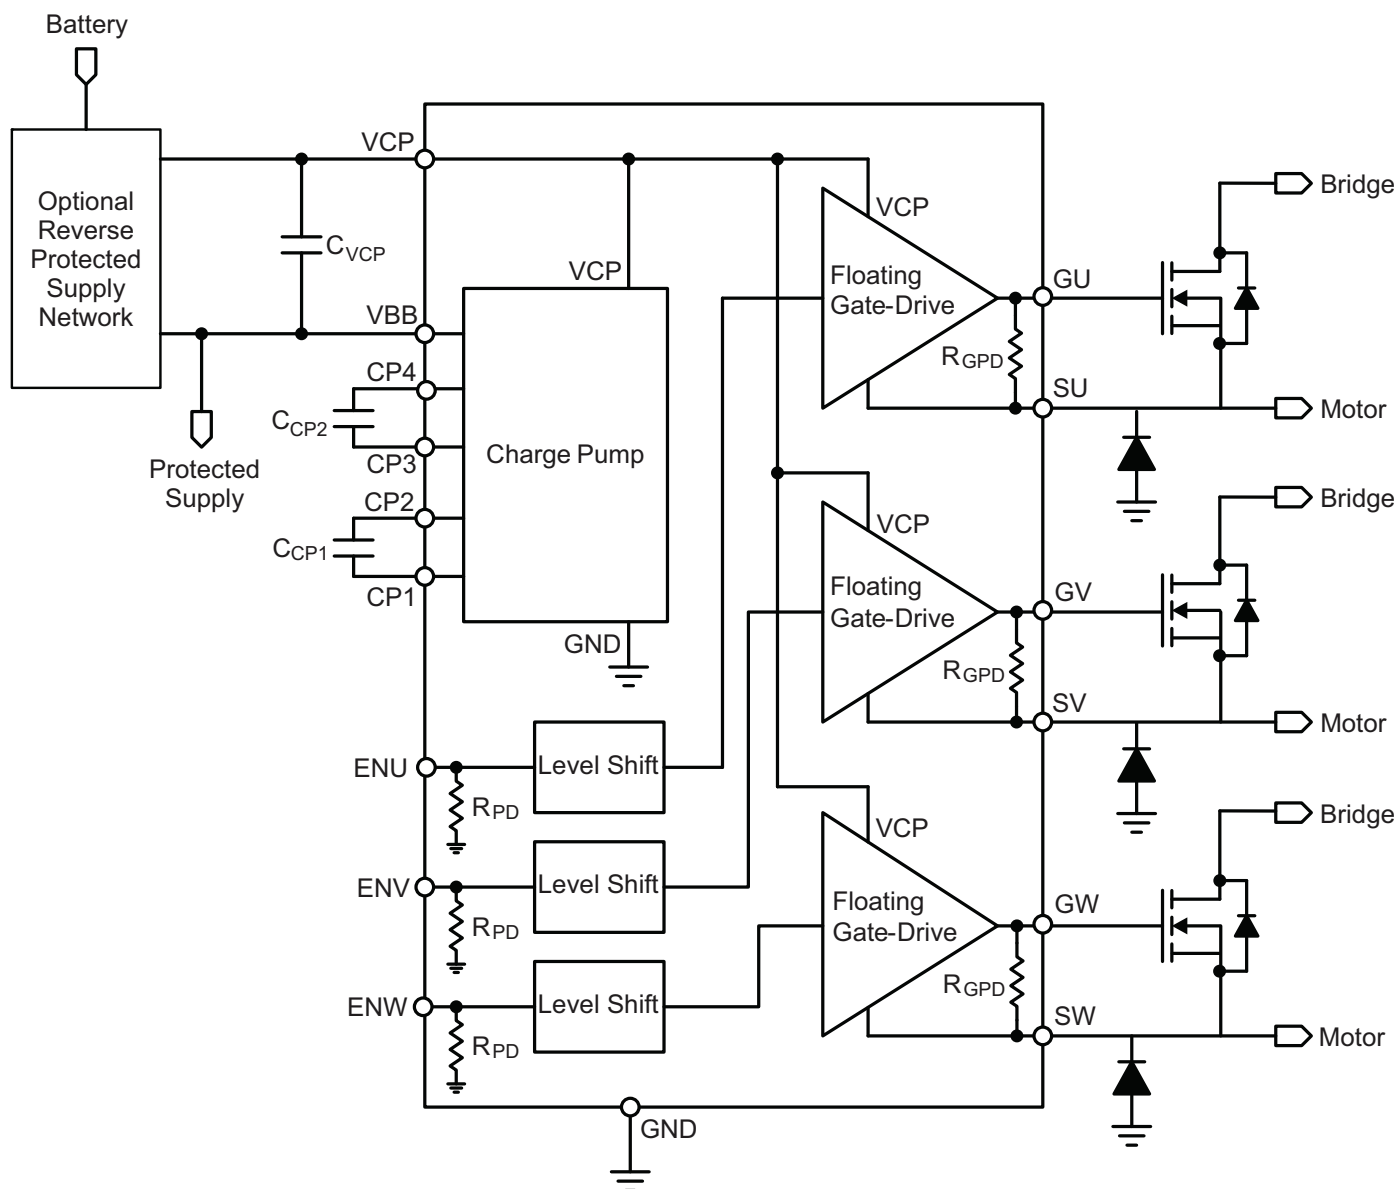 Battery
Optional
Reverse
Protected
Supply
Network
VCP
CVCP
VBB
Protected
Supply
CP4
CCP2
CP3
CP2
CCP1
CP1
VCP
Charge Pump
GND
ENU
RPD
Level Shift
ENV
RPD
Level Shift
ENW
RPD
Level Shift
GND
VCP
Floating
Gate-Drive
RGPD
GU
SU
Bridge
Motor
VCP
Floating
Gate-Drive
RGPD
GV
SV
Bridge
Motor
VCP
Floating
Gate-Drive
RGPD
GW
SW
Bridge
Motor